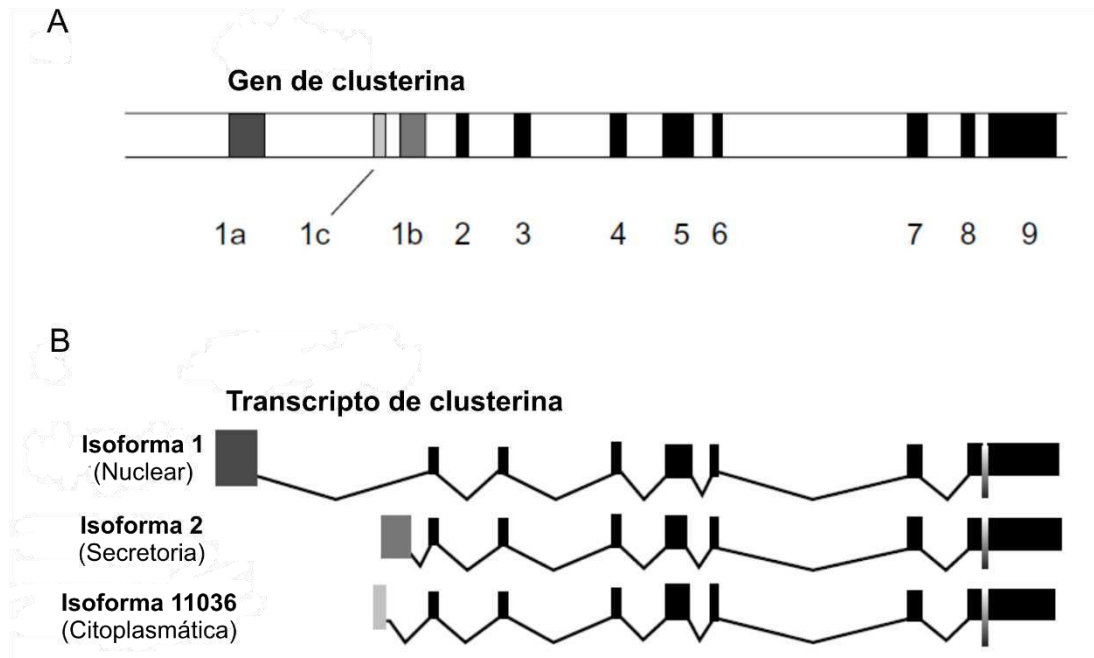 A
Gen de clusterina
1a 1c 1b 2 3 4 5 6 7 8 9
B
Transcripto de clusterina
Isoforma 1
(Nuclear)
Isoforma 2
(Secretoria)
Isoforma 11036
(Citoplasmática)